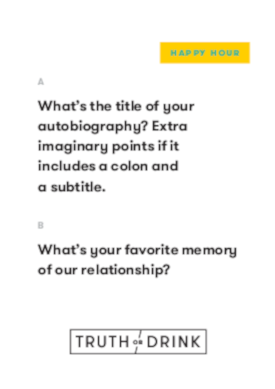 HAPPY HOUR
A
What's the title of your
autobiography? Extra
imaginary points if it
includes a colon and
a subtitle.
B
What's your favorite memory
of our relationship?
TRUTH OR DRINK